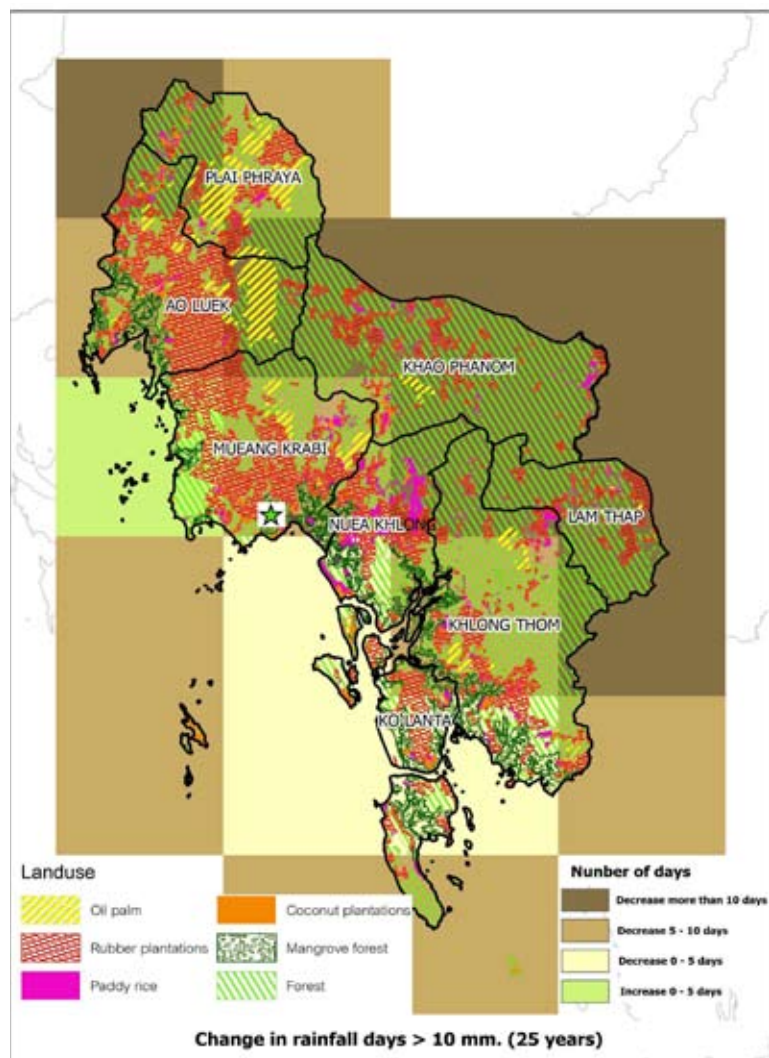 PLAI PHRAYA
AO LUEK
KHAO PHANOM
MUEANG KRABI
NUEA KHLONG
LAM THAP
KHLONG THOM
KO LANTA
Landuse
Oil palm
Coconut plantations
Rubber plantations
Mangrove forest
Paddy rice
Forest
Nunber of days
Decrease more than 10 days
Decrease 5 - 10 days
Decrease 0 - 5 days
Increase 0 - 5 days
Change in rainfall days > 10 mm. (25 years)